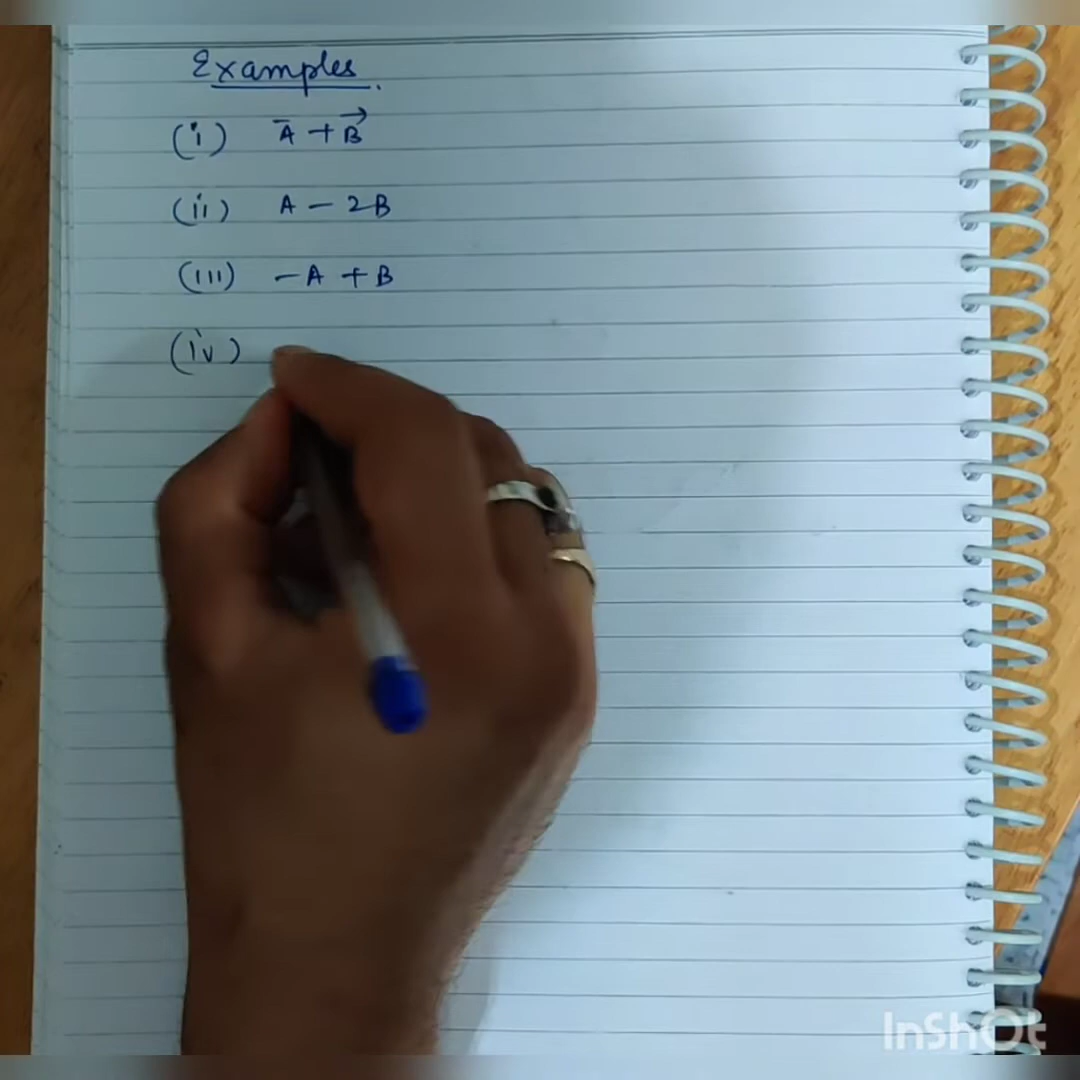 Examples.
(i) A̅ + B⃗
(ii) A - 2B
(iii) -A + B
(iv)
InShOt